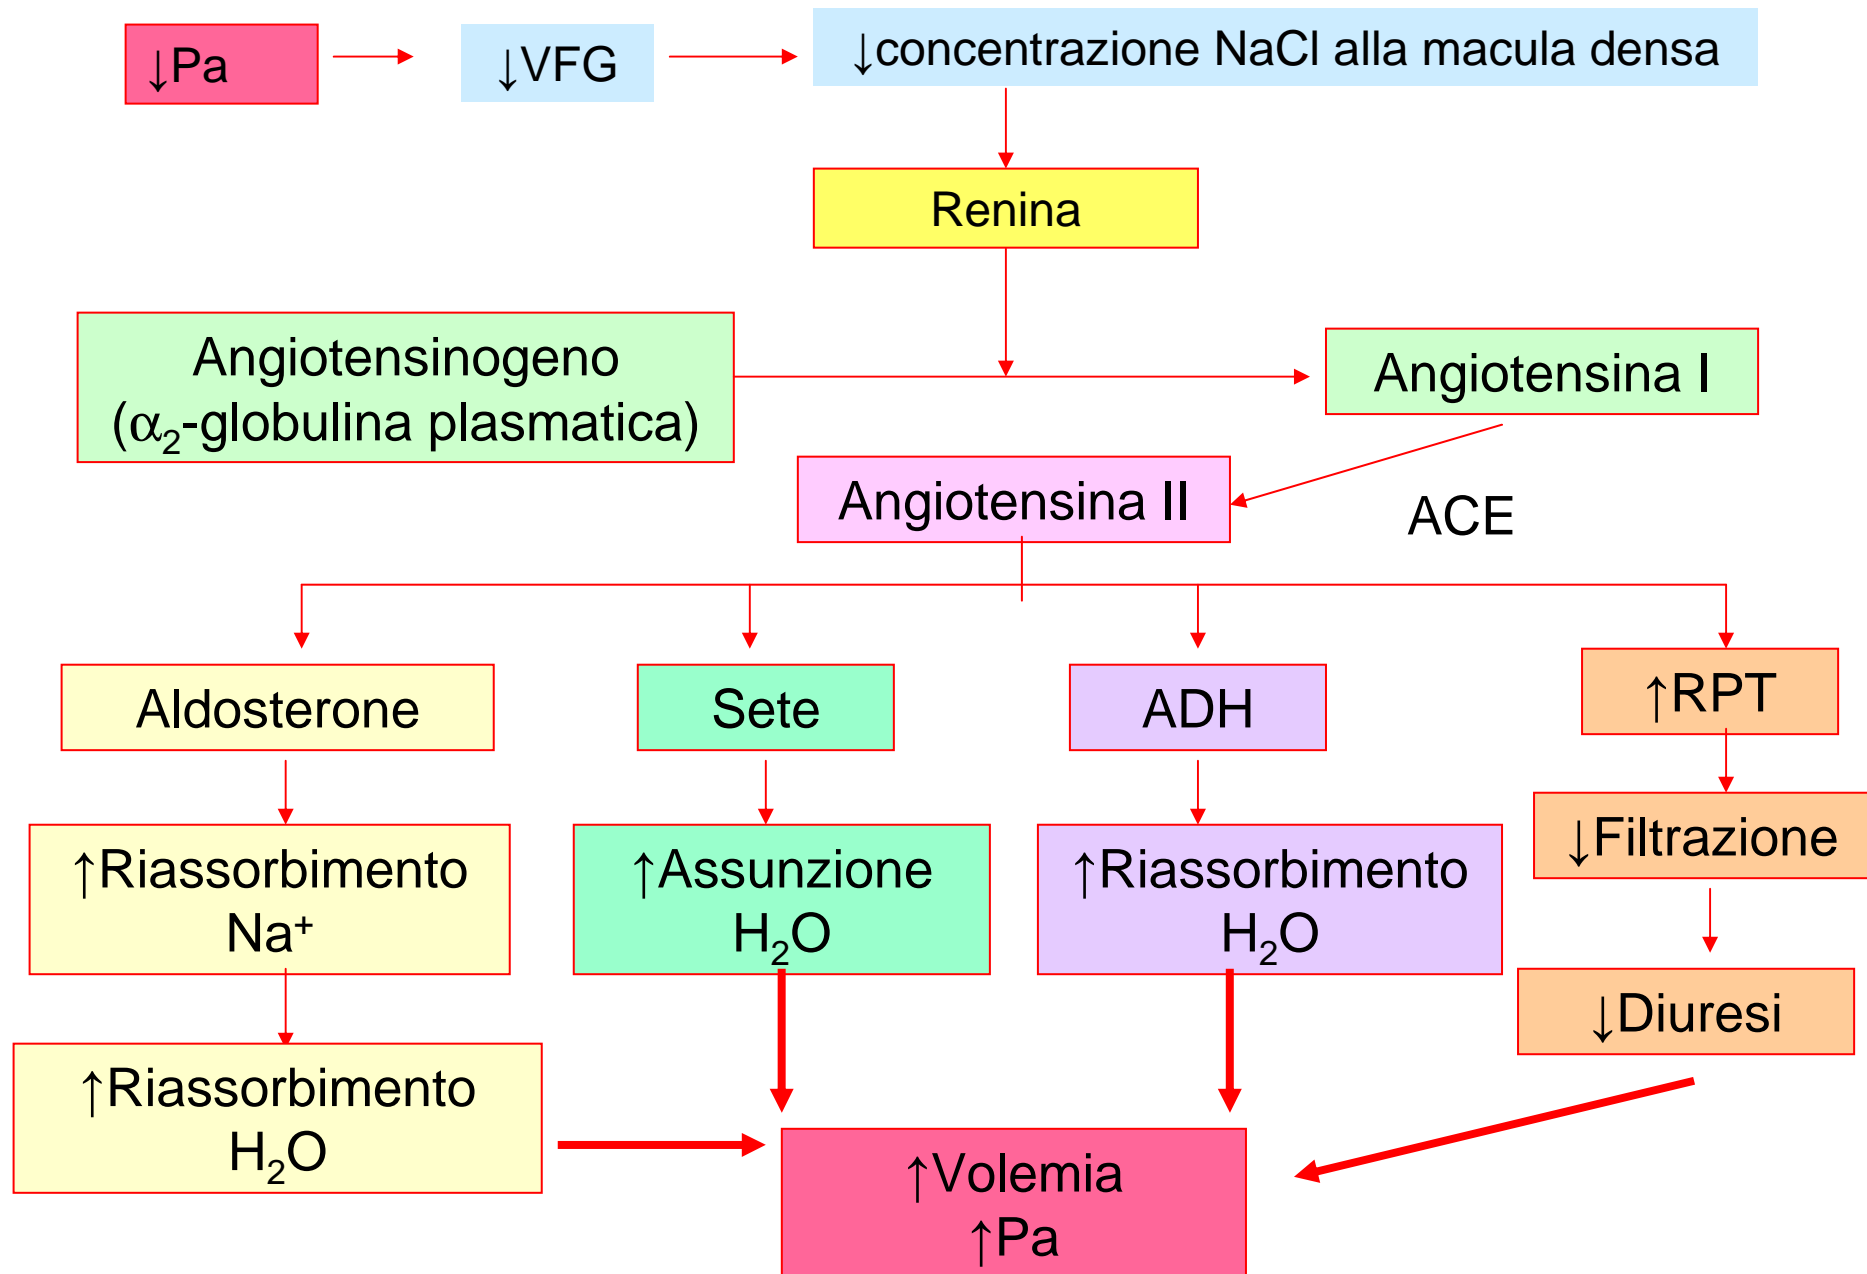 ↓Pa
↓VFG
↓concentrazione NaCl alla macula densa
Renina
Angiotensinogeno
(α₂-globulina plasmatica)
Angiotensina I
Angiotensina II
ACE
Aldosterone
Sete
ADH
↑RPT
↑Riassorbimento
Na⁺
↑Assunzione
H₂O
↑Riassorbimento
H₂O
↓Filtrazione
↓Diuresi
↑Riassorbimento
H₂O
↑Volemia
↑Pa